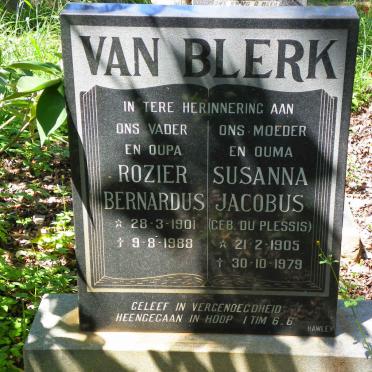 VAN BLERK
IN TERE HERINNERING AAN
ONS VADER
EN OUPA
ROZIER
BERNARDUS
☆ 28-3-1901
† 9-8-1988
ONS MOEDER
EN OUMA
SUSANNA
JACOBUS
(GEB. DU PLESSIS)
☆ 21-2-1905
† 30-10-1979
GELEEF IN VERGENOEGDHEID
HEENGEGAAN IN HOOP I TIM 6.6
HAWLEY